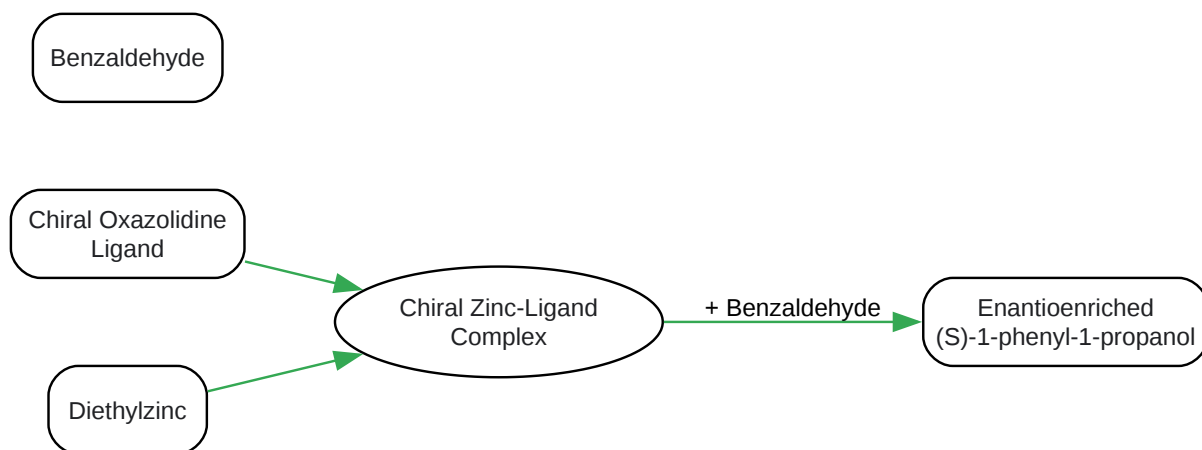 Benzaldehyde
Chiral Oxazolidine
Ligand
Diethylzinc
Chiral Zinc-Ligand
Complex
+ Benzaldehyde
Enantioenriched
(S)-1-phenyl-1-propanol